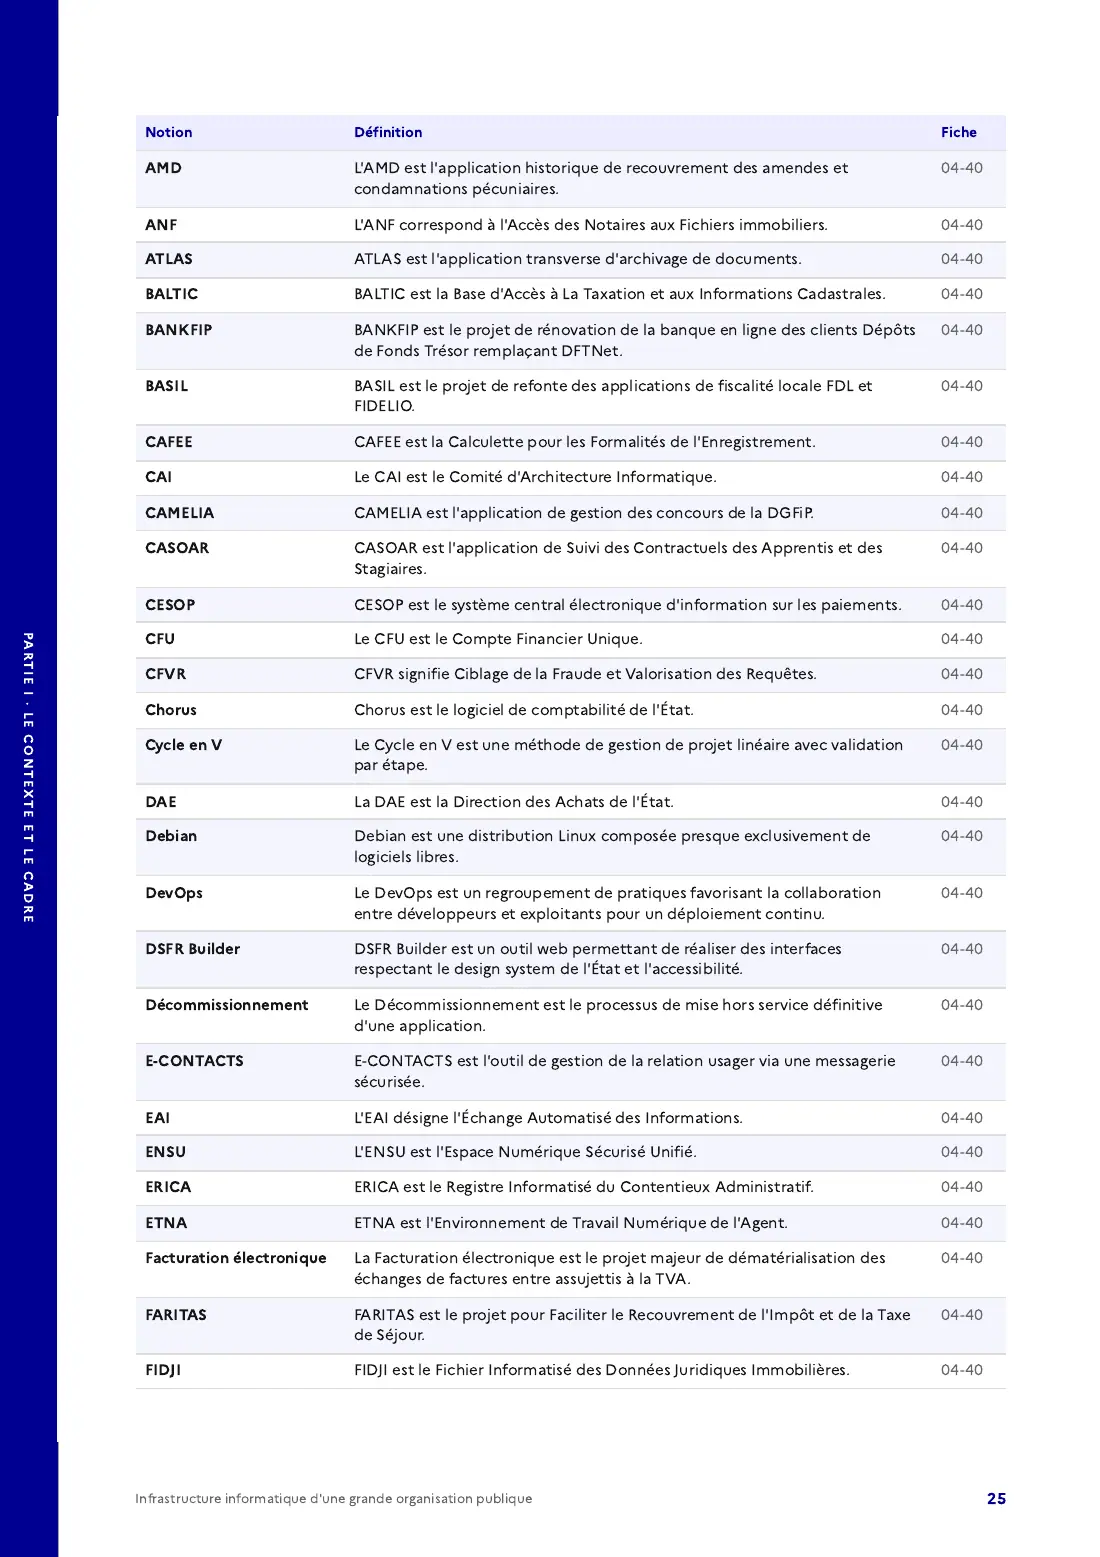 Notion Définition Fiche
AMD L'AMD est l'application historique de recouvrement des amendes et 04-40
condamnations pécuniaires.
ANF L'ANF correspond à l'Accès des Notaires aux Fichiers immobiliers. 04-40
ATLAS ATLAS est l'application transverse d'archivage de documents. 04-40
BALTIC BALTIC est la Base d'Accès à La Taxation et aux Informations Cadastrales. 04-40
BANKFIP BANKFIP est le projet de rénovation de la banque en ligne des clients Dépôts 04-40
de Fonds Trésor remplaçant DFTNet.
BASIL BASIL est le projet de refonte des applications de fiscalité locale FDL et 04-40
FIDELIO.
CAFEE CAFEE est la Calculette pour les Formalités de l'Enregistrement. 04-40
CAI Le CAI est le Comité d'Architecture Informatique. 04-40
CAMELIA CAMELIA est l'application de gestion des concours de la DGFiP. 04-40
CASOAR CASOAR est l'application de Suivi des Contractuels des Apprentis et des 04-40
Stagiaires.
CESOP CESOP est le système central électronique d'information sur les paiements. 04-40
CFU Le CFU est le Compte Financier Unique. 04-40
CFVR CFVR signifie Ciblage de la Fraude et Valorisation des Requêtes. 04-40
Chorus Chorus est le logiciel de comptabilité de l'État. 04-40
Cycle en V Le Cycle en V est une méthode de gestion de projet linéaire avec validation 04-40
par étape.
DAE La DAE est la Direction des Achats de l'État. 04-40
Debian Debian est une distribution Linux composée presque exclusivement de 04-40
logiciels libres.
DevOps Le DevOps est un regroupement de pratiques favorisant la collaboration 04-40
entre développeurs et exploitants pour un déploiement continu.
DSFR Builder DSFR Builder est un outil web permettant de réaliser des interfaces 04-40
respectant le design system de l'État et l'accessibilité.
Décommissionnement Le Décommissionnement est le processus de mise hors service définitive 04-40
d'une application.
E-CONTACTS E-CONTACTS est l'outil de gestion de la relation usager via une messagerie 04-40
sécurisée.
EAI L'EAI désigne l'Échange Automatisé des Informations. 04-40
ENSU L'ENSU est l'Espace Numérique Sécurisé Unifié. 04-40
ERICA ERICA est le Registre Informatisé du Contentieux Administratif. 04-40
ETNA ETNA est l'Environnement de Travail Numérique de l'Agent. 04-40
Facturation électronique La Facturation électronique est le projet majeur de dématérialisation des 04-40
échanges de factures entre assujettis à la TVA.
FARITAS FARITAS est le projet pour Faciliter le Recouvrement de l'Impôt et de la Taxe 04-40
de Séjour.
FIDJI FIDJI est le Fichier Informatisé des Données Juridiques Immobilières. 04-40
PARTIE I · LE CONTEXTE ET LE CADRE
Infrastructure informatique d'une grande organisation publique 25